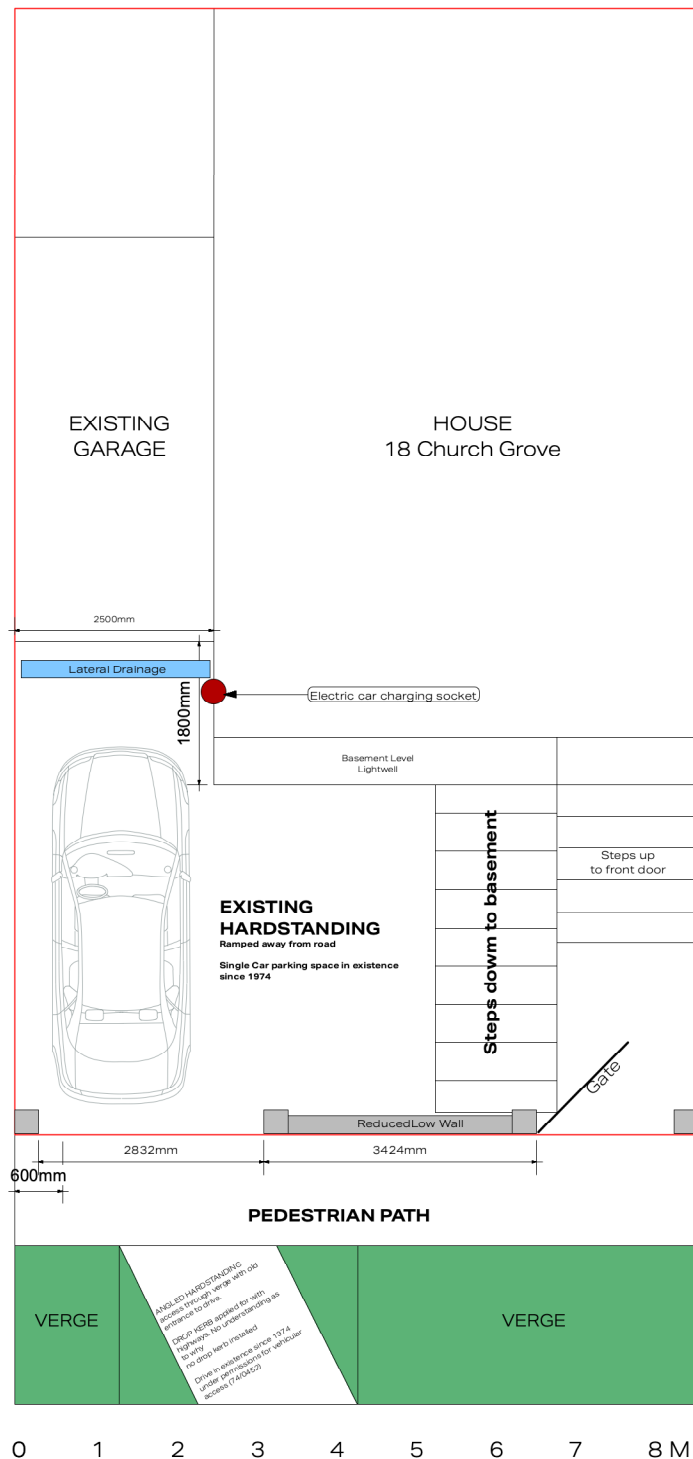 EXISTING
GARAGE
HOUSE
18 Church Grove
2500mm
Lateral Drainage
Electric car charging socket
1800mm
Basement Level
Lightwell
Steps down to basement
Steps up
to front door
EXISTING
HARDSTANDING
Ramped away from road
Single Car parking space in existence
since 1974
Gate
ReducedLow Wall
2832mm
3424mm
600mm
PEDESTRIAN PATH
VERGE
ANGLED HARDSTANDING
access through verge with old
entrance to drive.
DROP KERB applied for with
highways. No understanding as
to why
no drop kerb installed
Drive in existence since 1974
under permissions for vehicular
access (74/0452)
VERGE
0 1 2 3 4 5 6 7 8 M